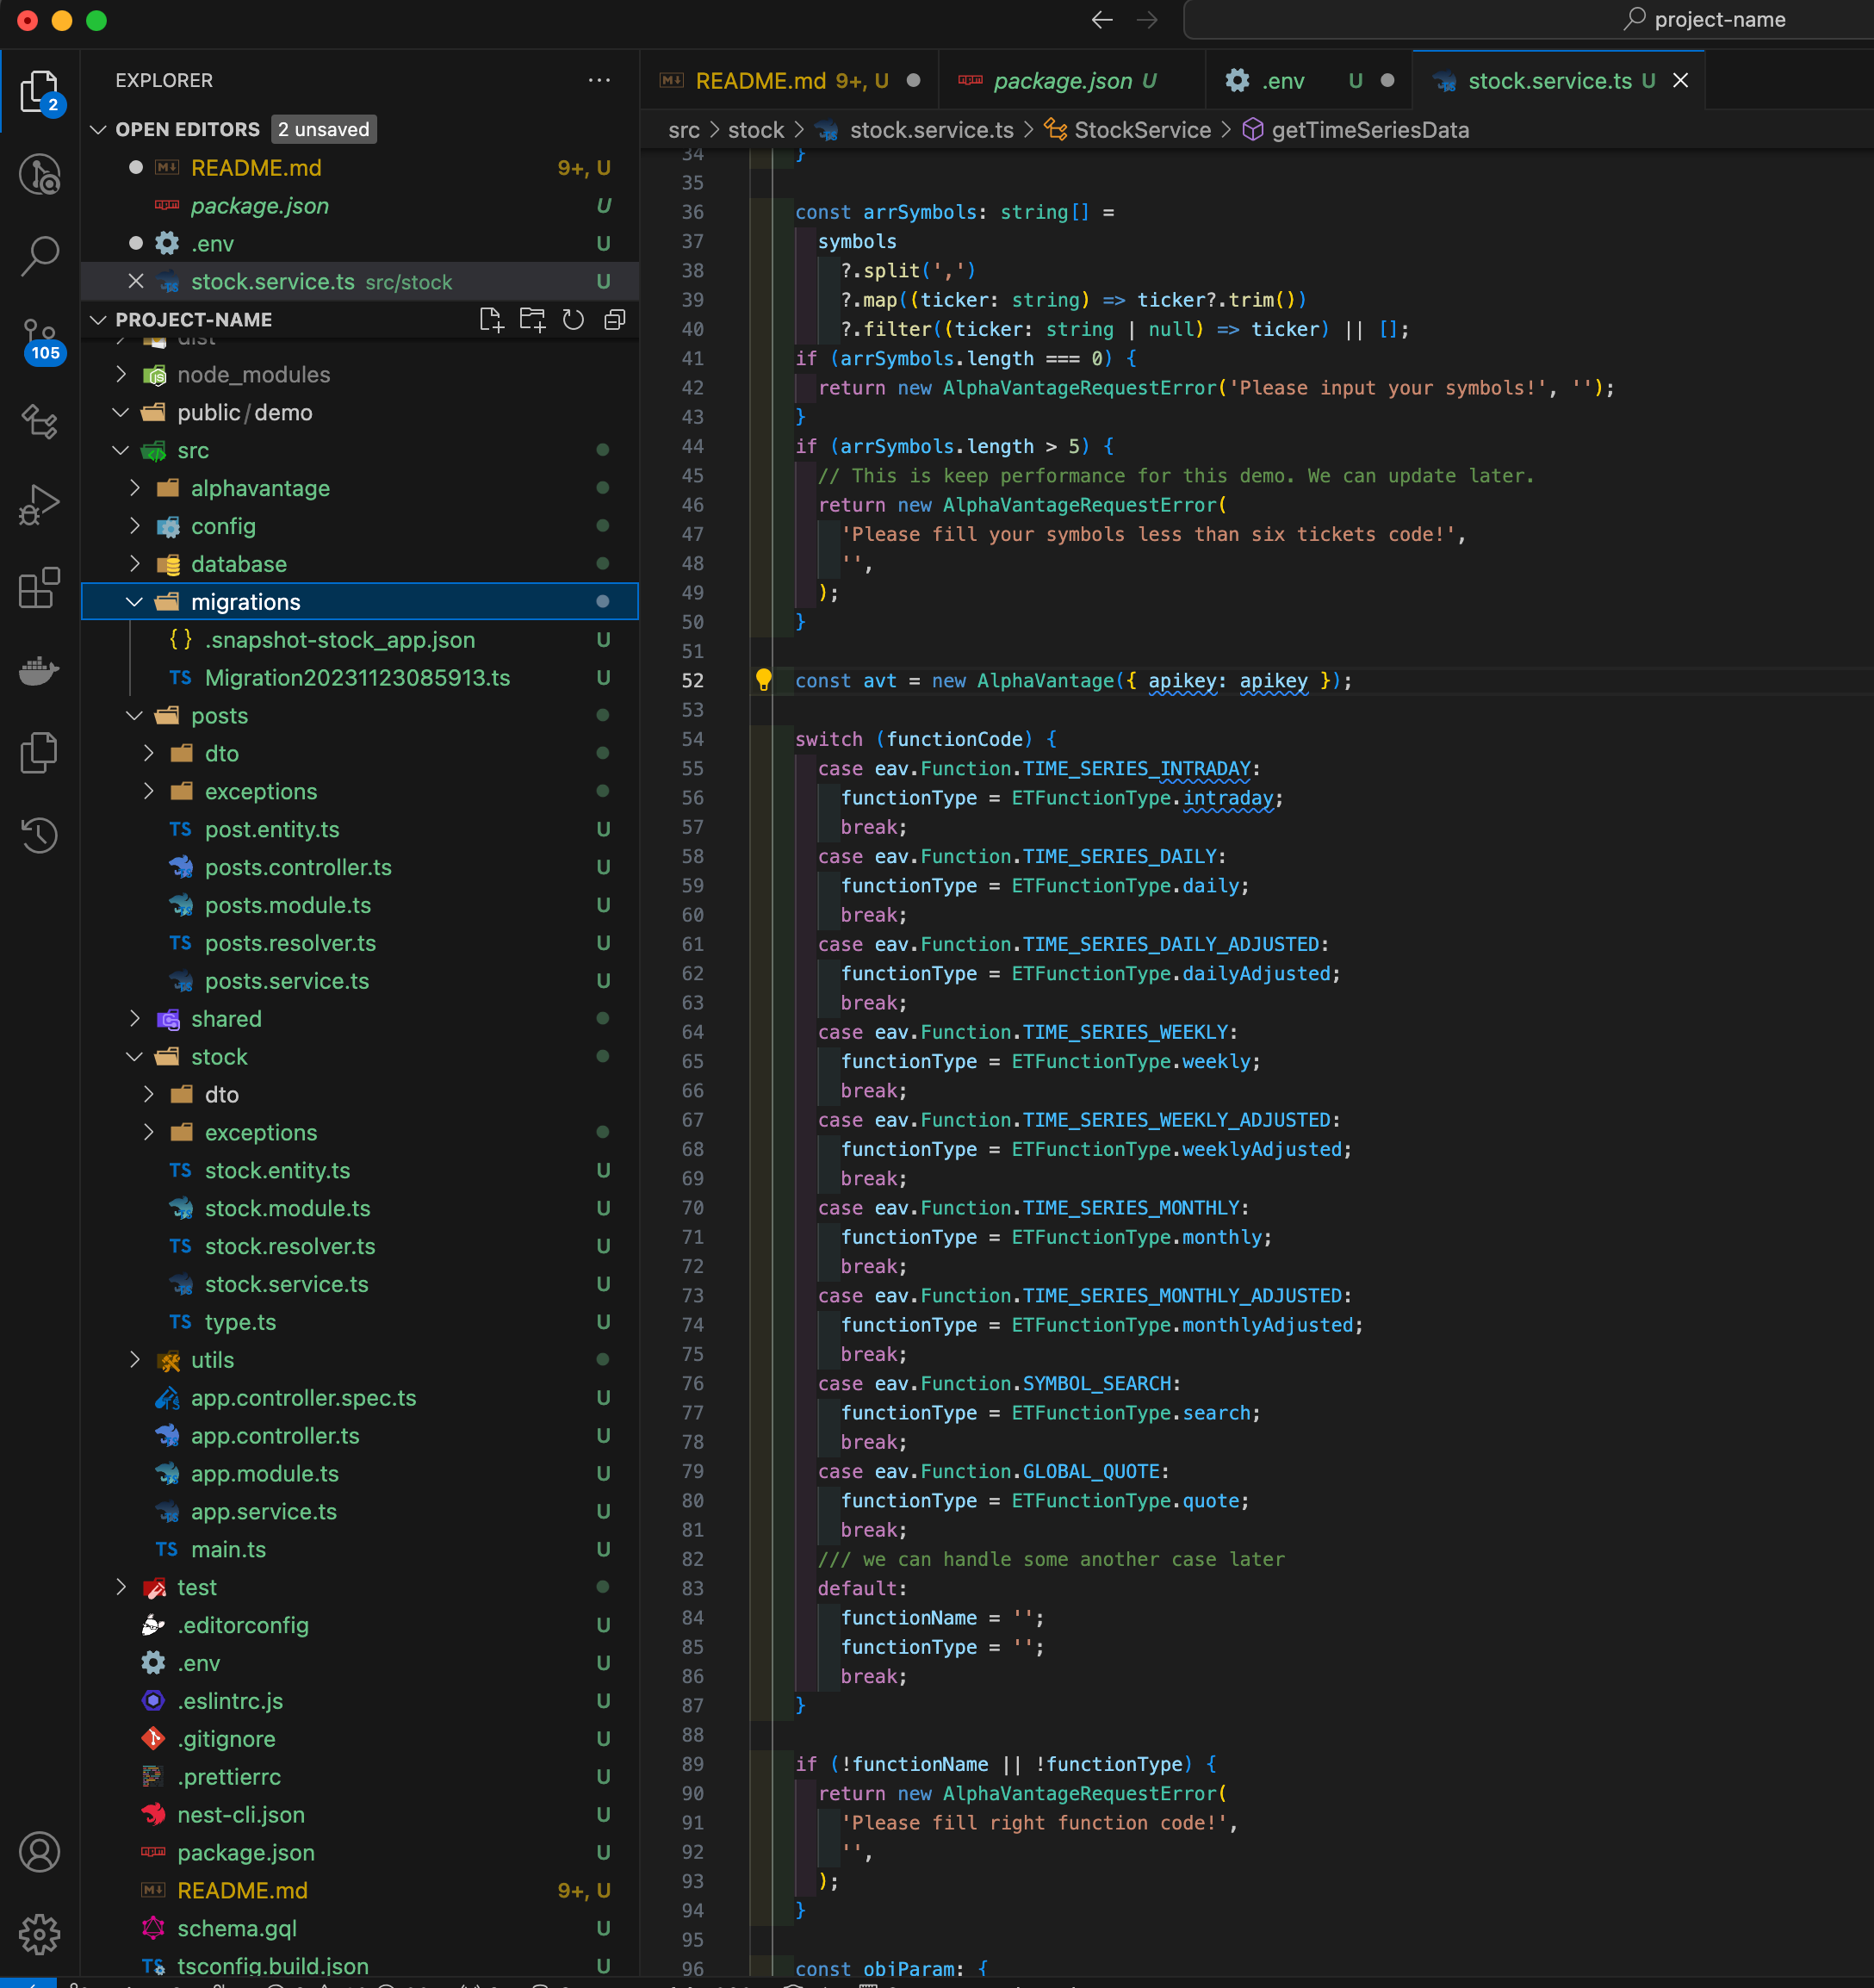 project-name
EXPLORER
OPEN EDITORS 2 unsaved
README.md 9+, U
package.json U
.env U
stock.service.ts src/stock U
PROJECT-NAME
dist
node_modules
public/demo
src
alphavantage
config
database
migrations
{} .snapshot-stock_app.json U
TS Migration20231123085913.ts U
posts
dto
exceptions
TS post.entity.ts U
posts.controller.ts U
posts.module.ts U
TS posts.resolver.ts U
posts.service.ts U
shared
stock
dto
exceptions
TS stock.entity.ts U
stock.module.ts U
TS stock.resolver.ts U
stock.service.ts U
TS type.ts U
utils
app.controller.spec.ts U
app.controller.ts U
app.module.ts U
app.service.ts U
TS main.ts U
test
.editorconfig U
.env U
.eslintrc.js U
.gitignore U
.prettierrc U
nest-cli.json U
package.json U
README.md 9+, U
schema.gql U
TS tsconfig.build.json U
2
105
README.md 9+, U package.json U .env U stock.service.ts U
src > stock > stock.service.ts > StockService > getTimeSeriesData
34 }
35
36 const arrSymbols: string[] =
37 symbols
38 ?.split(',')
39 ?.map((ticker: string) => ticker?.trim())
40 ?.filter((ticker: string | null) => ticker) || [];
41 if (arrSymbols.length === 0) {
42 return new AlphaVantageRequestError('Please input your symbols!', '');
43 }
44 if (arrSymbols.length > 5) {
45 // This is keep performance for this demo. We can update later.
46 return new AlphaVantageRequestError(
47 'Please fill your symbols less than six tickets code!',
48 '',
49 );
50 }
51
52 const avt = new AlphaVantage({ apikey: apikey });
53
54 switch (functionCode) {
55 case eav.Function.TIME_SERIES_INTRADAY:
56 functionType = ETFunctionType.intraday;
57 break;
58 case eav.Function.TIME_SERIES_DAILY:
59 functionType = ETFunctionType.daily;
60 break;
61 case eav.Function.TIME_SERIES_DAILY_ADJUSTED:
62 functionType = ETFunctionType.dailyAdjusted;
63 break;
64 case eav.Function.TIME_SERIES_WEEKLY:
65 functionType = ETFunctionType.weekly;
66 break;
67 case eav.Function.TIME_SERIES_WEEKLY_ADJUSTED:
68 functionType = ETFunctionType.weeklyAdjusted;
69 break;
70 case eav.Function.TIME_SERIES_MONTHLY:
71 functionType = ETFunctionType.monthly;
72 break;
73 case eav.Function.TIME_SERIES_MONTHLY_ADJUSTED:
74 functionType = ETFunctionType.monthlyAdjusted;
75 break;
76 case eav.Function.SYMBOL_SEARCH:
77 functionType = ETFunctionType.search;
78 break;
79 case eav.Function.GLOBAL_QUOTE:
80 functionType = ETFunctionType.quote;
81 break;
82 /// we can handle some another case later
83 default:
84 functionName = '';
85 functionType = '';
86 break;
87 }
88
89 if (!functionName || !functionType) {
90 return new AlphaVantageRequestError(
91 'Please fill right function code!',
92 '',
93 );
94 }
95
96 const objParam: {